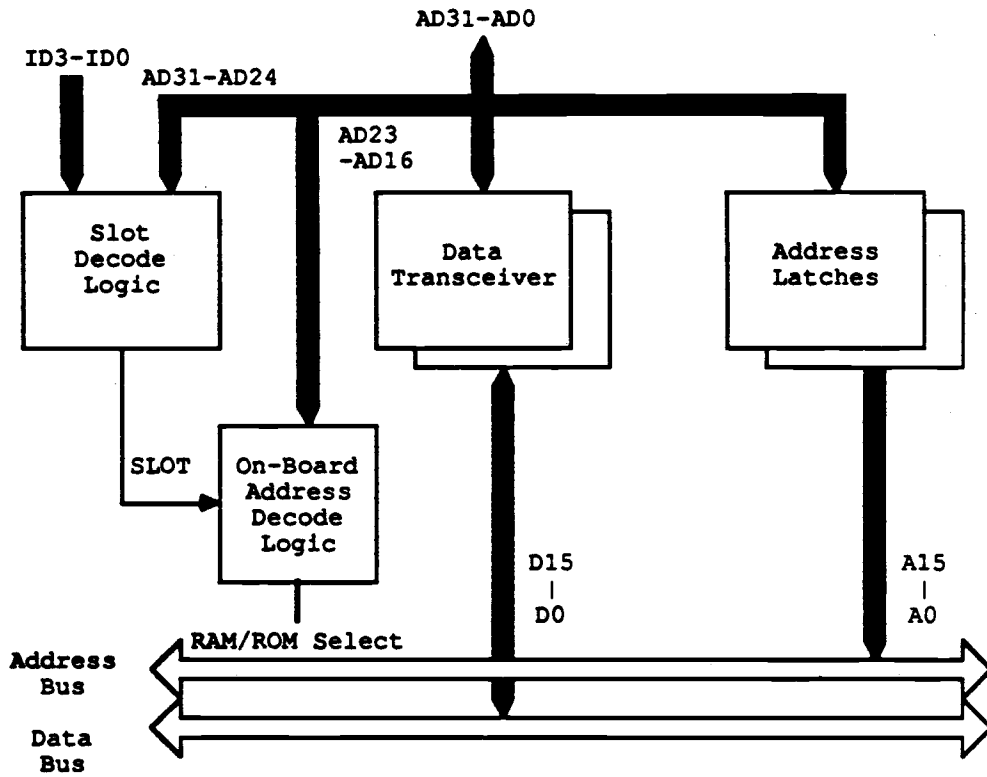 AD31-AD0
ID3-ID0
AD31-AD24
AD23
-AD16
Slot
Decode
Logic
Data
Transceiver
Address
Latches
SLOT
On-Board
Address
Decode
Logic
D15
|
D0
A15
|
A0
RAM/ROM Select
Address
Bus
Data
Bus